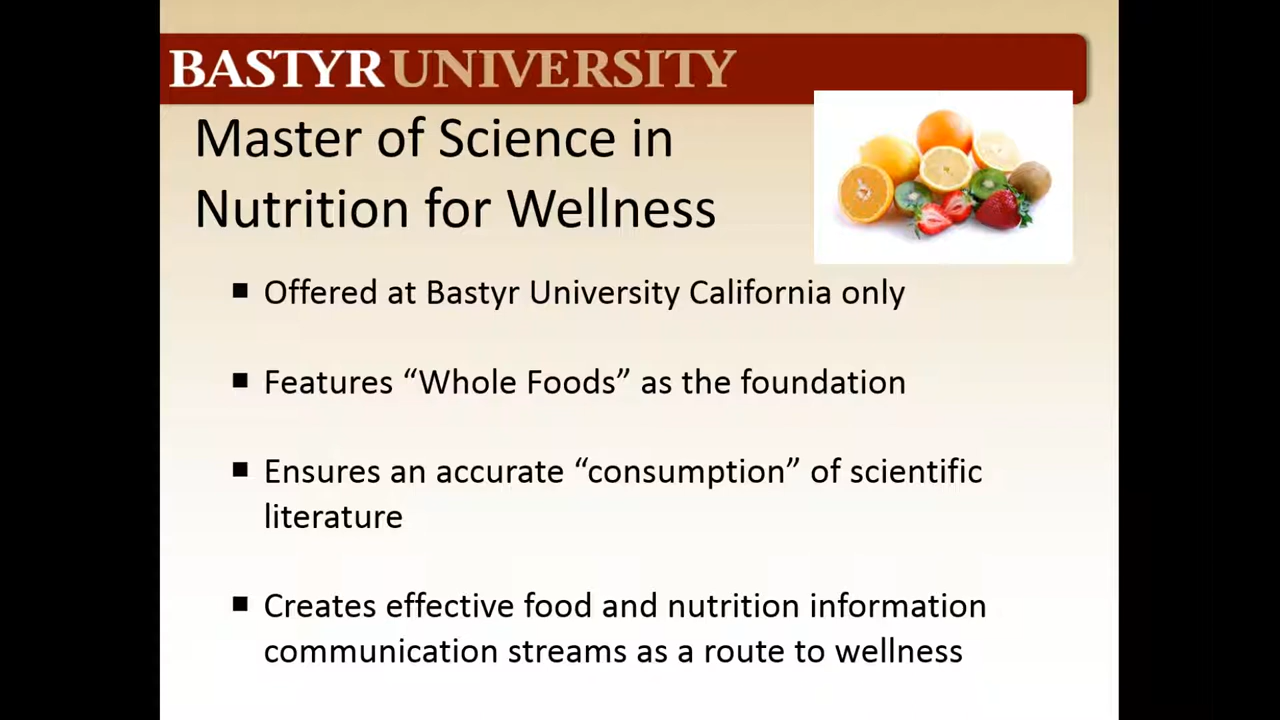 BASTYR UNIVERSITY
Master of Science in
Nutrition for Wellness
■ Offered at Bastyr University California only
■ Features “Whole Foods” as the foundation
■ Ensures an accurate “consumption” of scientific
literature
■ Creates effective food and nutrition information
communication streams as a route to wellness